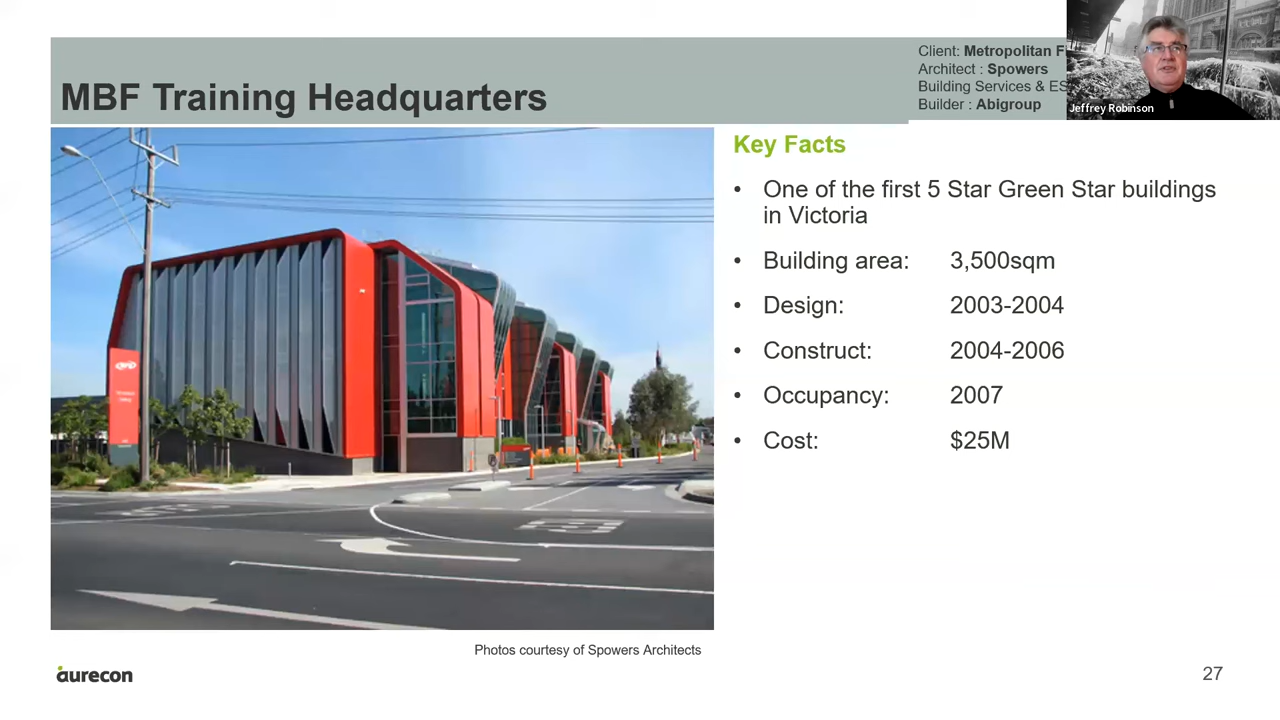 MBF Training Headquarters
Client: Metropolitan
Architect : Spowers
Building Services &
Builder : Abigroup
Jeffrey Robinson
Key Facts
• One of the first 5 Star Green Star buildings
in Victoria
• Building area: 3,500sqm
• Design: 2003-2004
• Construct: 2004-2006
• Occupancy: 2007
• Cost: $25M
Photos courtesy of Spowers Architects
aurecon
27